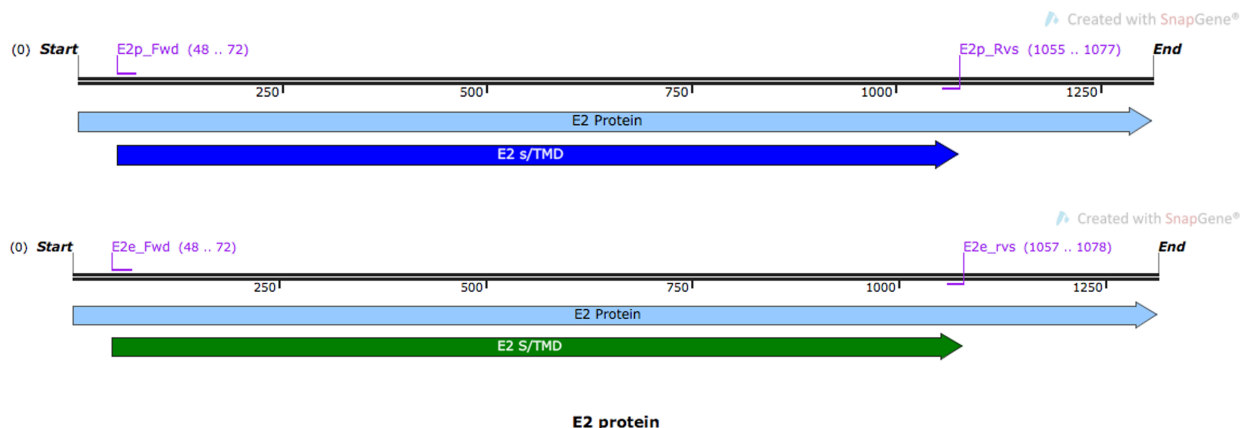 Created with SnapGene®
(0) Start E2p_Fwd (48 .. 72) E2p_Rvs (1055 .. 1077) End
250 500 750 1000 1250
E2 Protein
E2 s/TMD
Created with SnapGene®
(0) Start E2e_Fwd (48 .. 72) E2e_rvs (1057 .. 1078) End
250 500 750 1000 1250
E2 Protein
E2 S/TMD
E2 protein